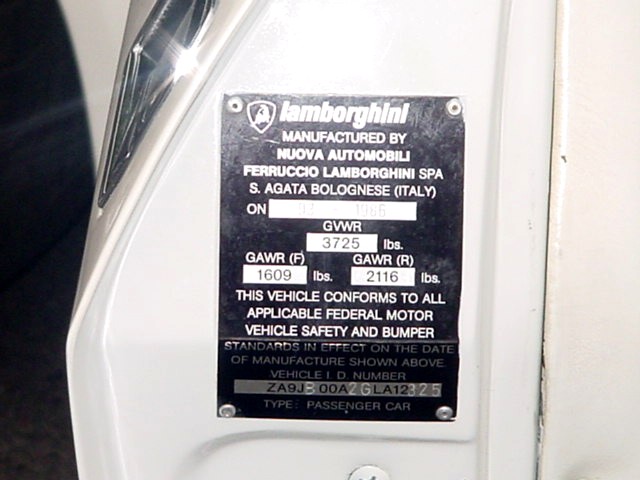 lamborghini
MANUFACTURED BY
NUOVA AUTOMOBILI
FERRUCCIO LAMBORGHINI SPA
S. AGATA BOLOGNESE (ITALY)
ON 1986
GVWR
3725 lbs.
GAWR (F) GAWR (R)
1609 lbs. 2116 lbs.
THIS VEHICLE CONFORMS TO ALL
APPLICABLE FEDERAL MOTOR
VEHICLE SAFETY AND BUMPER
STANDARDS IN EFFECT ON THE DATE
OF MANUFACTURE SHOWN ABOVE
VEHICLE I. D. NUMBER
ZA9JB00A2GLA12325
TYPE: PASSENGER CAR